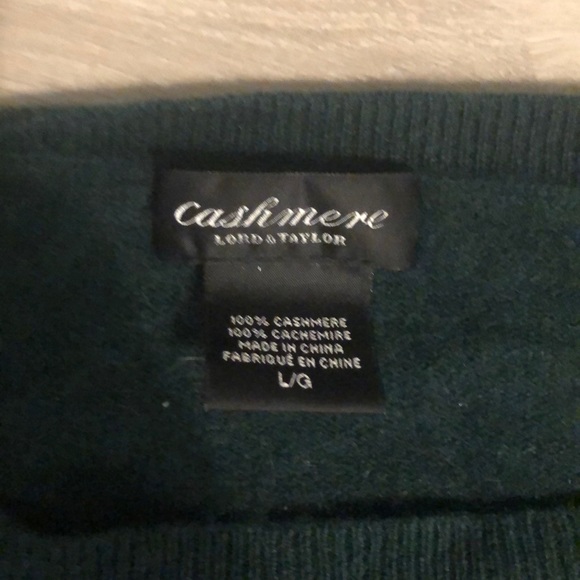 Cashmere
LORD & TAYLOR
100% CASHMERE
100% CACHEMIRE
MADE IN CHINA
FABRIQUÉ EN CHINE
L/G